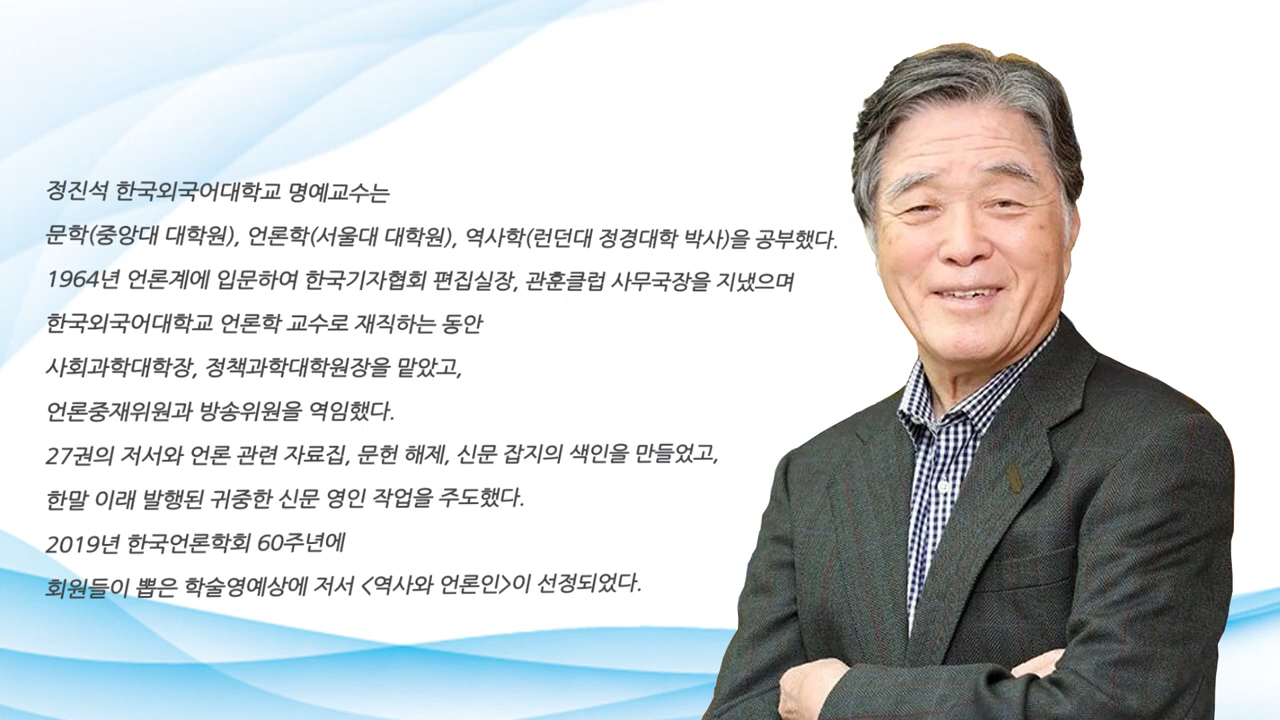 정진석 한국외국어대학교 명예교수는
문학(중앙대 대학원), 언론학(서울대 대학원), 역사학(런던대 정경대학 박사)을 공부했다.
1964년 언론계에 입문하여 한국기자협회 편집실장, 관훈클럽 사무국장을 지냈으며
한국외국어대학교 언론학 교수로 재직하는 동안
사회과학대학장, 정책과학대학원장을 맡았고,
언론중재위원과 방송위원을 역임했다.
27권의 저서와 언론 관련 자료집, 문헌 해제, 신문 잡지의 색인을 만들었고,
한말 이래 발행된 귀중한 신문 영인 작업을 주도했다.
2019년 한국언론학회 60주년에
회원들이 뽑은 학술영예상에 저서 <역사와 언론인>이 선정되었다.